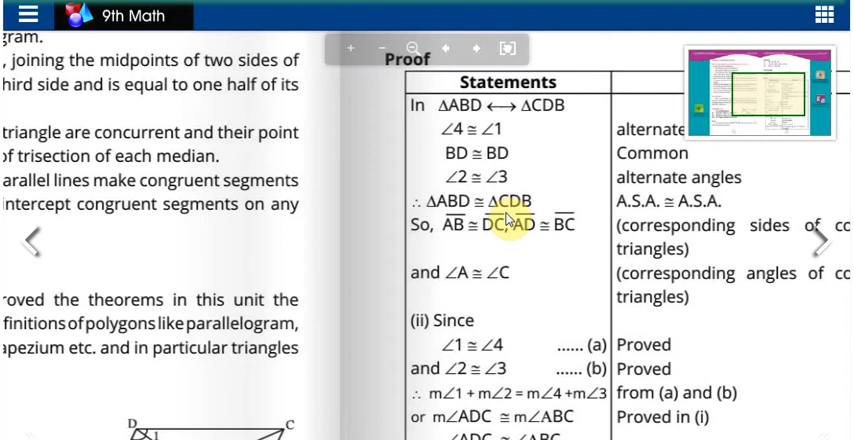 9th Math
gram.
, joining the midpoints of two sides of
hird side and is equal to one half of its
triangle are concurrent and their point
of trisection of each median.
arallel lines make congruent segments
intercept congruent segments on any
roved the theorems in this unit the
finitions of polygons like parallelogram,
apezium etc. and in particular triangles
D C
1
Proof
Statements
In ΔABD ⟷ ΔCDB
∠4 ≅ ∠1 alternate
BD ≅ BD Common
∠2 ≅ ∠3 alternate angles
∴ ΔABD ≅ ΔCDB A.S.A. ≅ A.S.A.
So, A̅B̅ ≅ D̅C̅, A̅D̅ ≅ B̅C̅ (corresponding sides of co
triangles)
and ∠A ≅ ∠C (corresponding angles of co
triangles)
(ii) Since
∠1 ≅ ∠4 ...... (a) Proved
and ∠2 ≅ ∠3 ...... (b) Proved
∴ m∠1 + m∠2 = m∠4 +m∠3 from (a) and (b)
or m∠ADC ≅ m∠ABC Proved in (i)
∠ADC ≅ ∠ABC